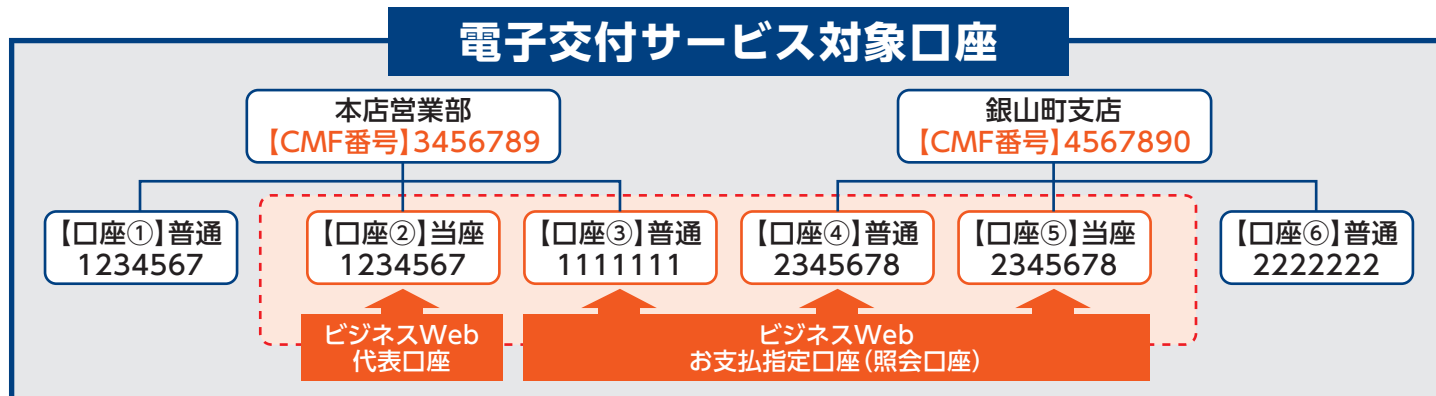 電子交付サービス対象口座
本店営業部
【CMF番号】3456789
銀山町支店
【CMF番号】4567890
【口座①】普通
1234567
【口座②】当座
1234567
【口座③】普通
1111111
【口座④】普通
2345678
【口座⑤】当座
2345678
【口座⑥】普通
2222222
ビジネスWeb
代表口座
ビジネスWeb
お支払指定口座(照会口座)